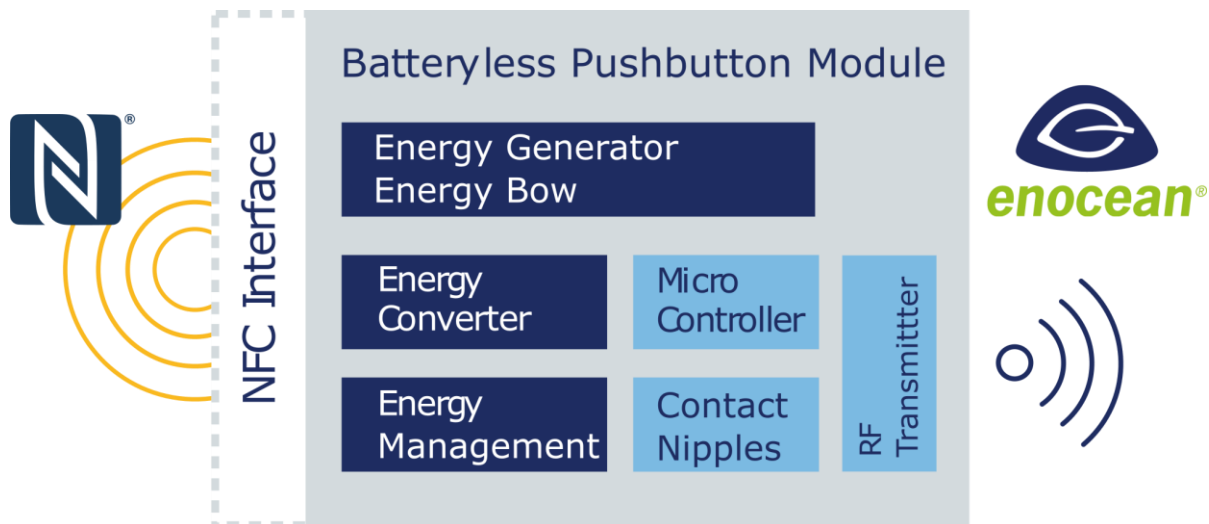 Batteryless Pushbutton Module
®
NFC Interface
Energy Generator
Energy Bow
enocean®
Energy
Converter
Micro
Controller
RF
Transmittter
Energy
Management
Contact
Nipples